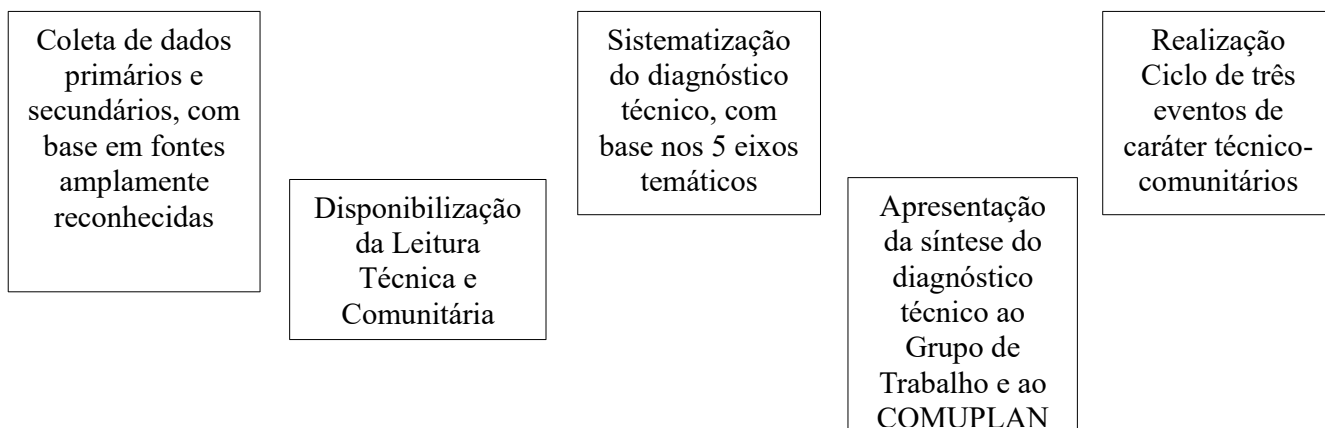 Coleta de dados
primários e
secundários, com
base em fontes
amplamente
reconhecidas
Disponibilização
da Leitura
Técnica e
Comunitária
Sistematização
do diagnóstico
técnico, com
base nos 5 eixos
temáticos
Apresentação
da síntese do
diagnóstico
técnico ao
Grupo de
Trabalho e ao
COMUPLAN
Realização
Ciclo de três
eventos de
caráter técnico-
comunitários